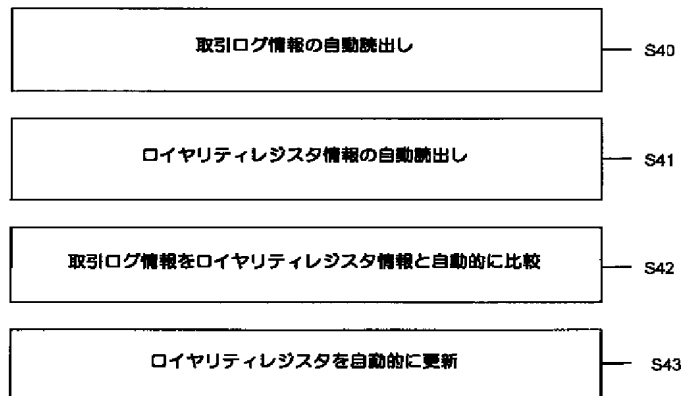 取引ログ情報の自動読出し
S40
ロイヤリティレジスタ情報の自動読出し
S41
取引ログ情報をロイヤリティレジスタ情報と自動的に比較
S42
ロイヤリティレジスタを自動的に更新
S43